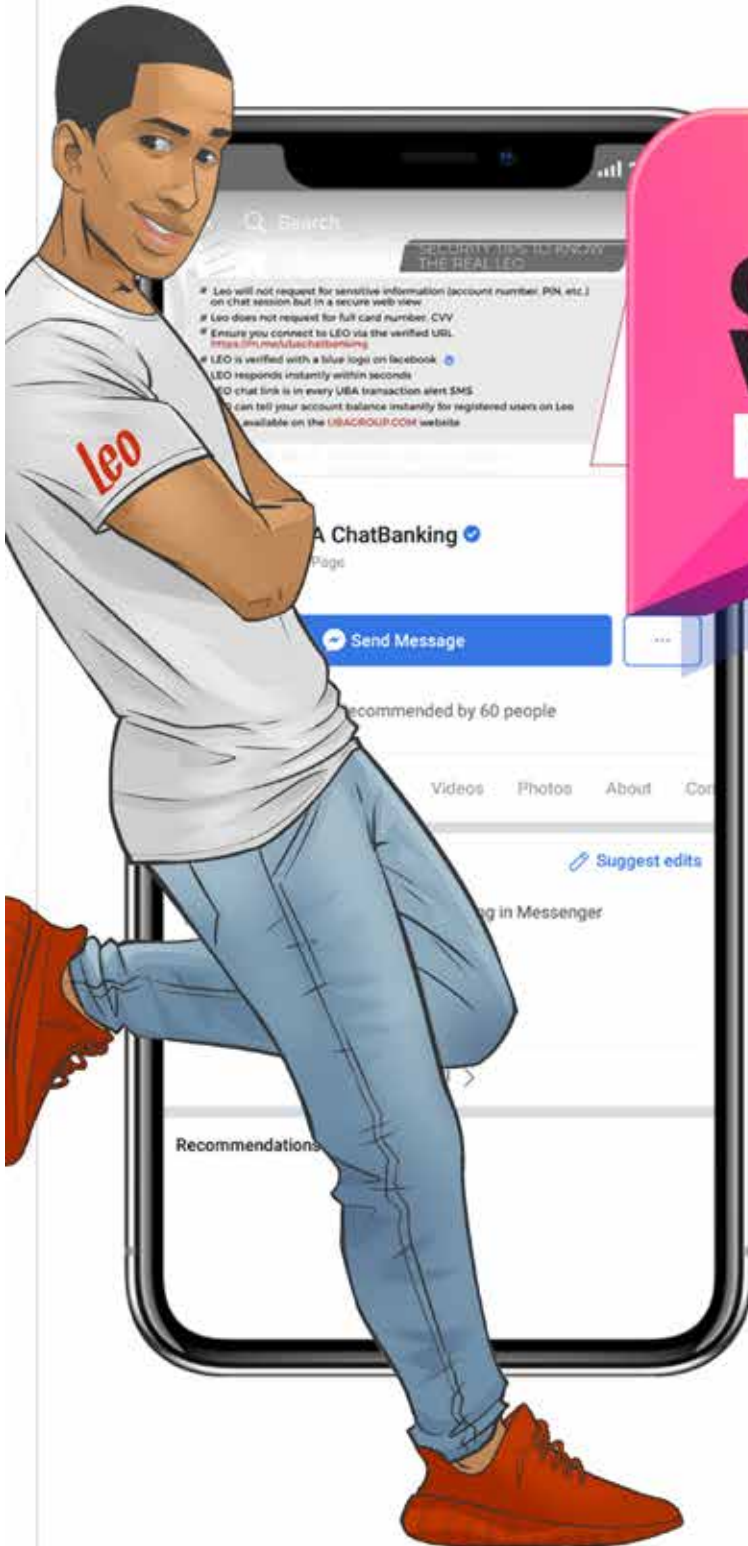 Search
SECURITY TIPS TO KNOW
THE REAL LEO
# Leo will not request for sensitive information (account number, PIN, etc.)
on chat session but in a secure web view
# Leo does not request for full card number, CVV
# Ensure you connect to LEO via the verified URL
https://m.me/ubachatbanking
# LEO is verified with a blue logo on facebook
LEO responds instantly within seconds
LEO chat link is in every UBA transaction alert SMS
can tell your account balance instantly for registered users on Leo
available on the UBAGROUP.COM website
Leo
A ChatBanking
Page
Send Message
...
ecommended by 60 people
Videos Photos About
Suggest edits
in Messenger
Recommendations